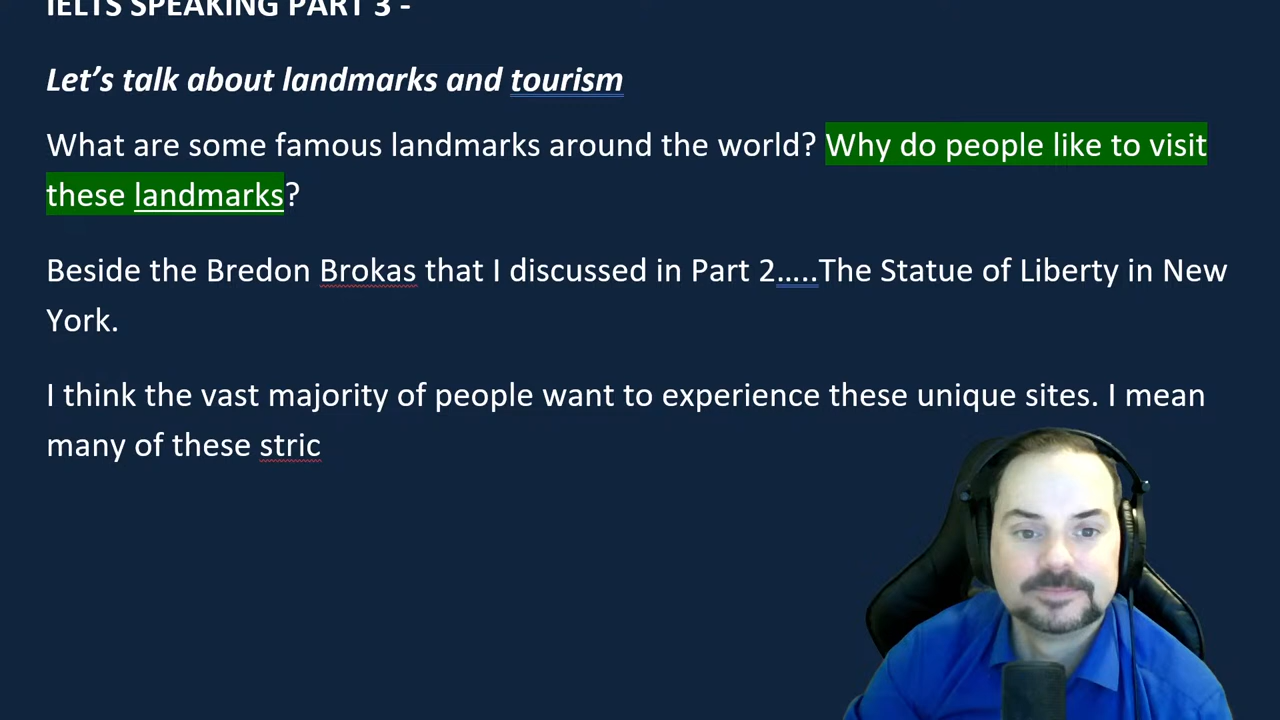 IELTS SPEAKING PART 3 -
Let’s talk about landmarks and tourism
What are some famous landmarks around the world? Why do people like to visit
these landmarks?
Beside the Bredon Brokas that I discussed in Part 2…..The Statue of Liberty in New
York.
I think the vast majority of people want to experience these unique sites. I mean
many of these stric